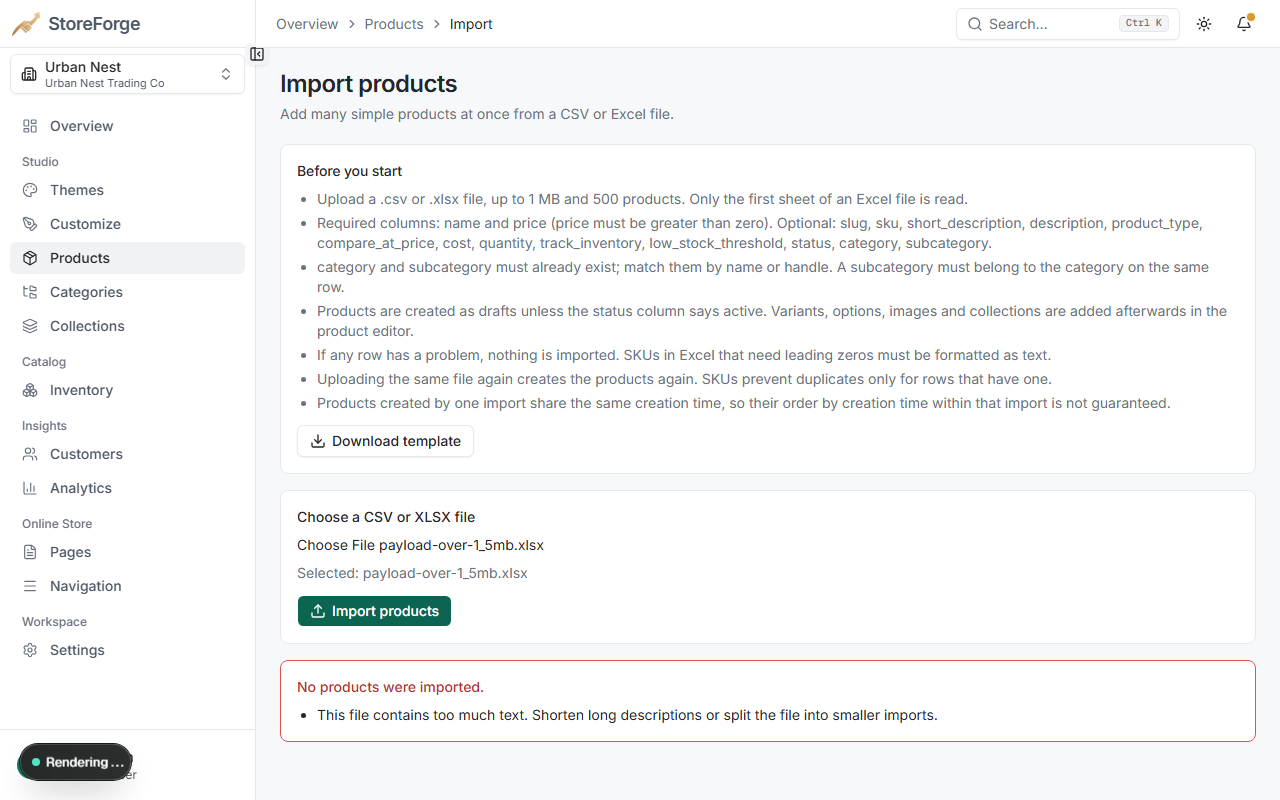 StoreForge
Overview
Products
Import
Search...
Ctrl K
Urban Nest
Urban Nest Trading Co
Overview
Studio
Themes
Customize
Products
Categories
Collections
Catalog
Inventory
Insights
Customers
Analytics
Online Store
Pages
Navigation
Workspace
Settings
Rendering ...
Import products
Add many simple products at once from a CSV or Excel file.
Before you start
• Upload a .csv or .xlsx file, up to 1 MB and 500 products. Only the first sheet of an Excel file is read.
• Required columns: name and price (price must be greater than zero). Optional: slug, sku, short_description, description, product_type,
compare_at_price, cost, quantity, track_inventory, low_stock_threshold, status, category, subcategory.
• category and subcategory must already exist; match them by name or handle. A subcategory must belong to the category on the same
row.
• Products are created as drafts unless the status column says active. Variants, options, images and collections are added afterwards in the
product editor.
• If any row has a problem, nothing is imported. SKUs in Excel that need leading zeros must be formatted as text.
• Uploading the same file again creates the products again. SKUs prevent duplicates only for rows that have one.
• Products created by one import share the same creation time, so their order by creation time within that import is not guaranteed.
Download template
Choose a CSV or XLSX file
Choose File payload-over-1_5mb.xlsx
Selected: payload-over-1_5mb.xlsx
Import products
No products were imported.
• This file contains too much text. Shorten long descriptions or split the file into smaller imports.